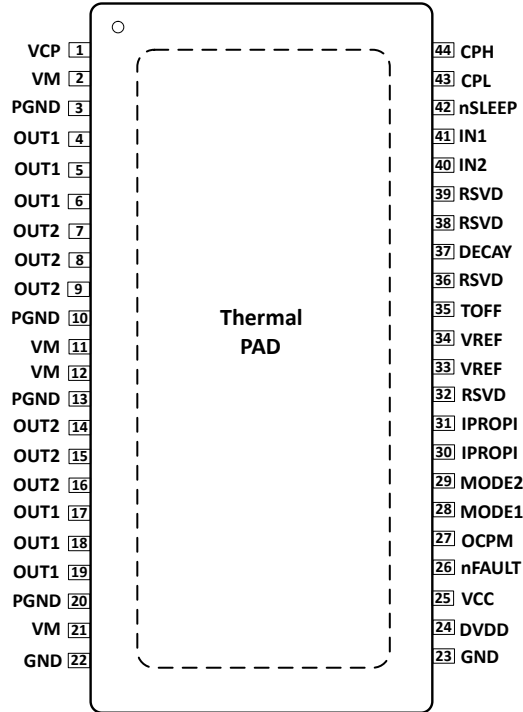 VCP 1
VM 2
PGND 3
OUT1 4
OUT1 5
OUT1 6
OUT2 7
OUT2 8
OUT2 9
PGND 10
VM 11
VM 12
PGND 13
OUT2 14
OUT2 15
OUT2 16
OUT1 17
OUT1 18
OUT1 19
PGND 20
VM 21
GND 22
Thermal
PAD
44 CPH
43 CPL
42 nSLEEP
41 IN1
40 IN2
39 RSVD
38 RSVD
37 DECAY
36 RSVD
35 TOFF
34 VREF
33 VREF
32 RSVD
31 IPROPI
30 IPROPI
29 MODE2
28 MODE1
27 OCPM
26 nFAULT
25 VCC
24 DVDD
23 GND